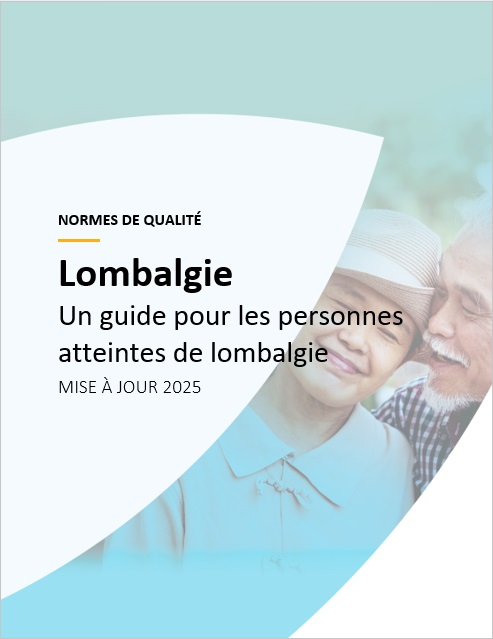 NORMES DE QUALITÉ
Lombalgie
Un guide pour les personnes
atteintes de lombalgie
MISE À JOUR 2025